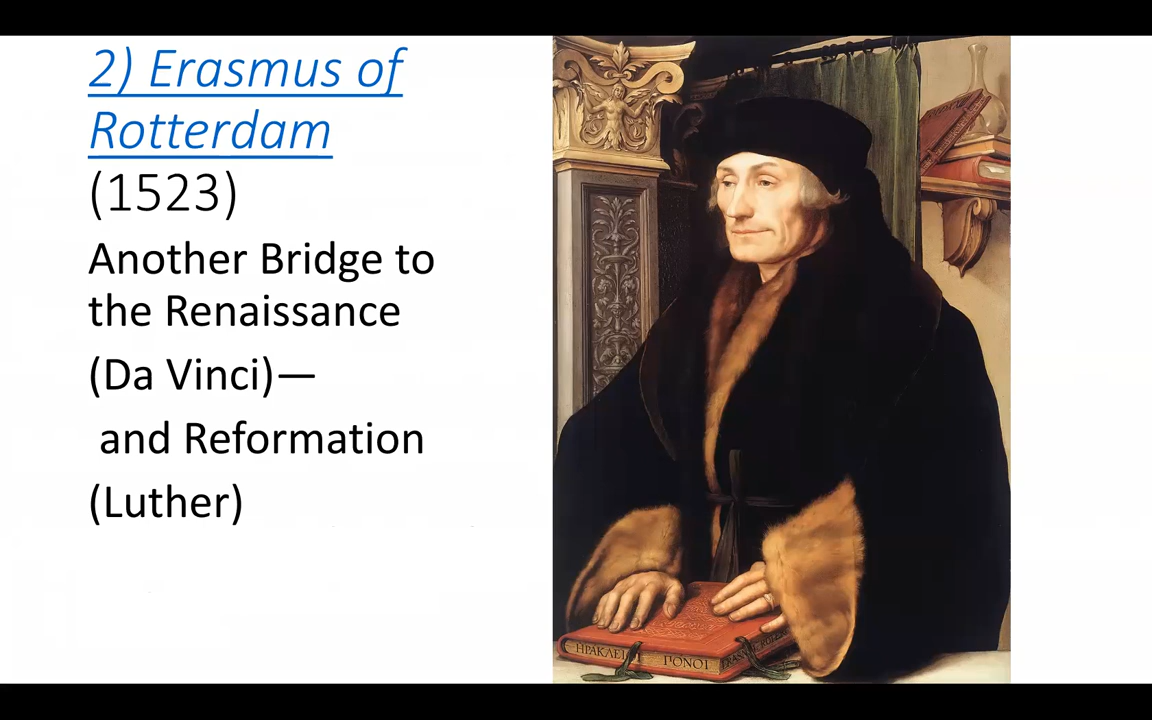 2) Erasmus of
Rotterdam
(1523)
Another Bridge to
the Renaissance
(Da Vinci)—
and Reformation
(Luther)
ΗΡΑΚΛΕΙ ΠΟΝΟΙ